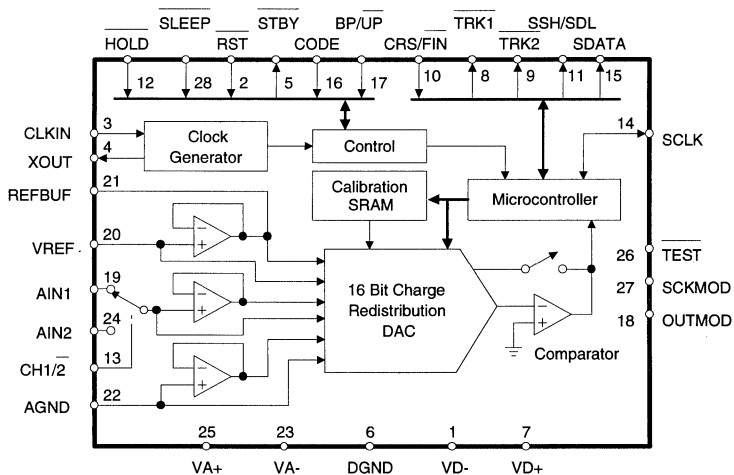 SLEEP STBY BP/UP TRK1 SSH/SDL
HOLD RST CODE CRS/FIN TRK2 SDATA
12 28 2 5 16 17 10 8 9 11 15
CLKIN 3
XOUT 4
Clock
Generator
Control
14 SCLK
REFBUF 21
Calibration
SRAM
Microcontroller
VREF 20
26 TEST
AIN1 19
16 Bit Charge
Redistribution
DAC
27 SCKMOD
AIN2 24
18 OUTMOD
CH1/2 13
Comparator
AGND 22
− + − + − + − +
25 23 6 1 7
VA+ VA- DGND VD- VD+